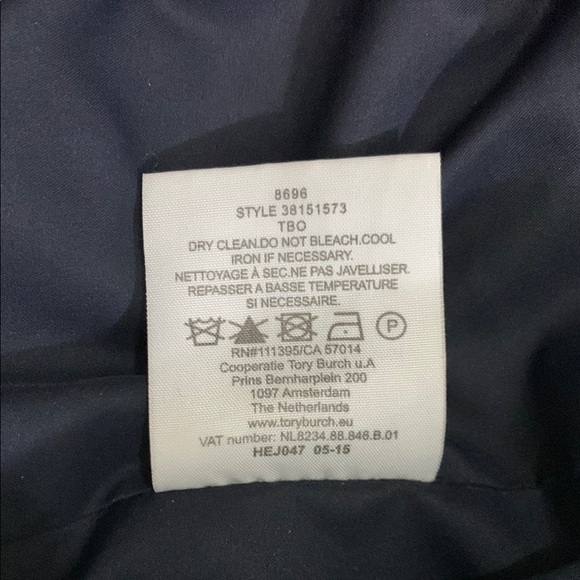 8696
STYLE 38151573
TBO
DRY CLEAN.DO NOT BLEACH.COOL
IRON IF NECESSARY.
NETTOYAGE À SEC.NE PAS JAVELLISER.
REPASSER A BASSE TEMPERATURE
SI NECESSAIRE.
P
RN#111395/CA 57014
Cooperatie Tory Burch u.A
Prins Bernharplein 200
1097 Amsterdam
The Netherlands
www.toryburch.eu
VAT number: NL8234.88.846.B.01
HEJ047 05-15